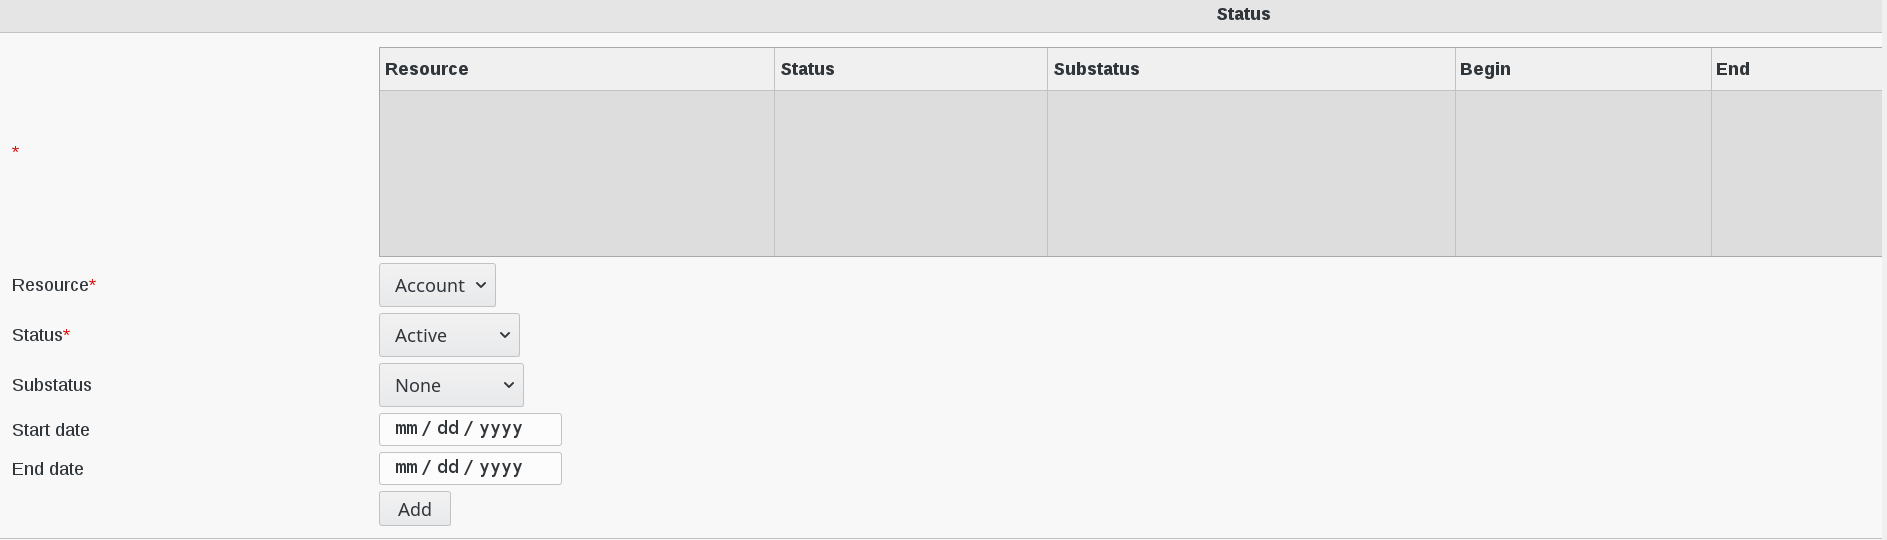 Status
Resource Status Substatus Begin End
*
Resource* Account
Status* Active
Substatus None
Start date mm / dd / yyyy
End date mm / dd / yyyy
Add